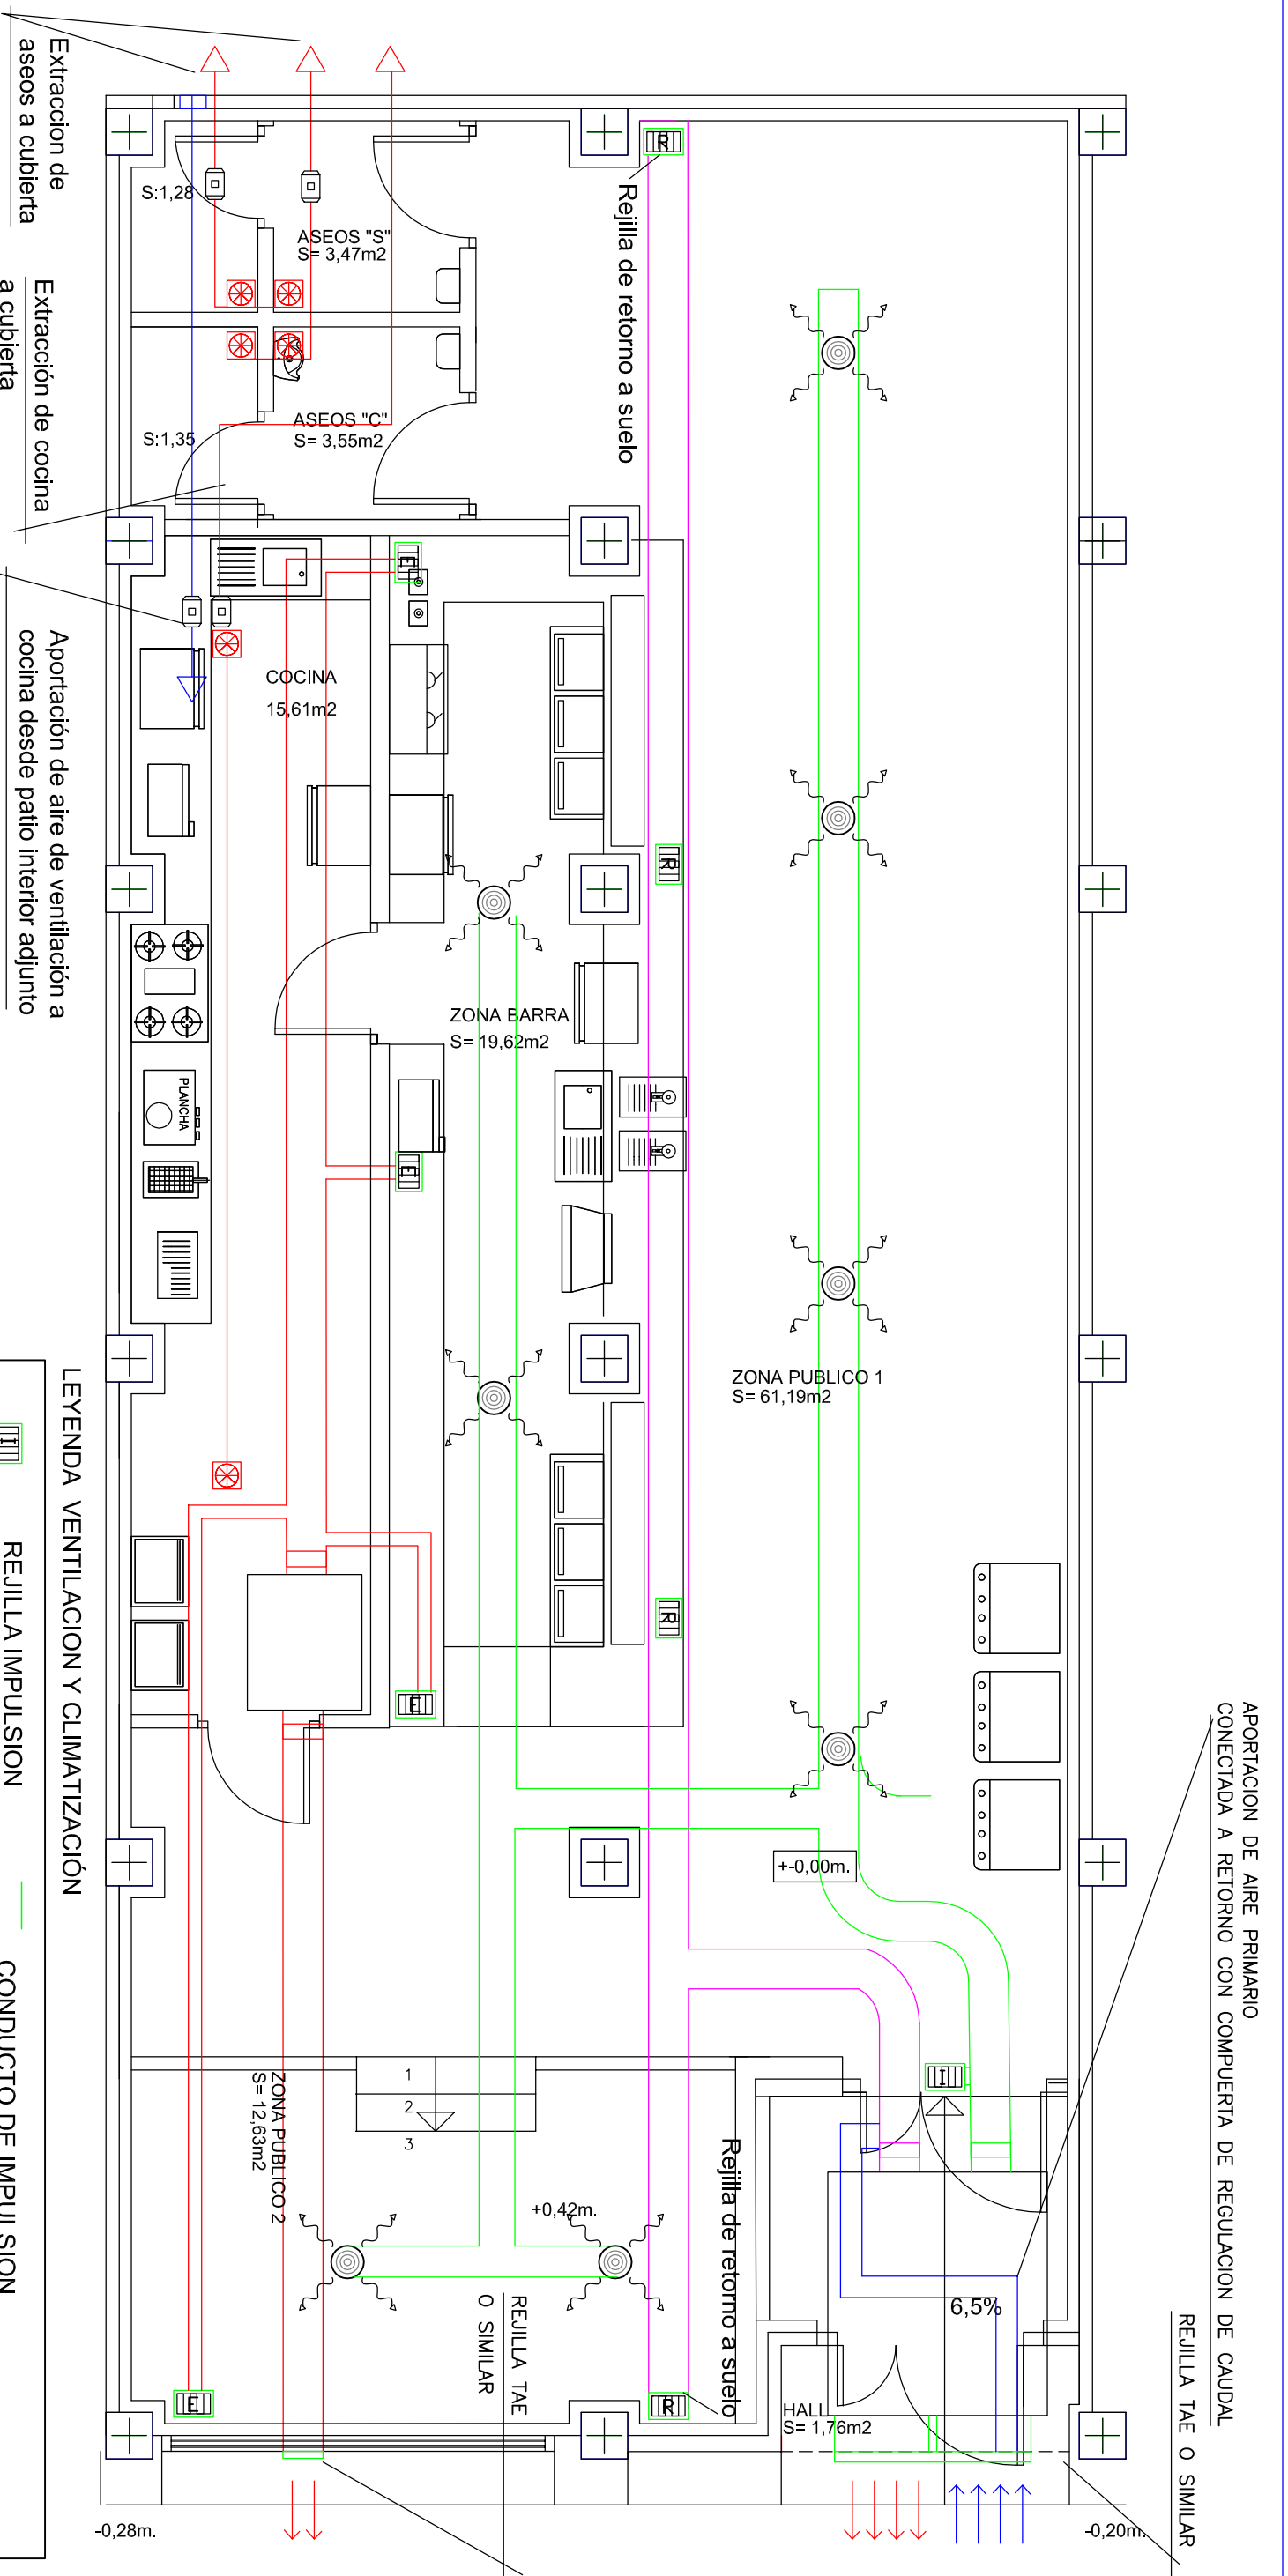 Extraccion de
aseos a cubierta
Extracción de cocina
a cubierta
Aportación de aire de ventilación a
cocina desde patio interior adjunto
S:1,28
ASEOS "S"
S= 3,47m2
ASEOS "C"
S= 3,55m2
S:1,35
R
Rejilla de retorno a suelo
E
COCINA
15,61m2
R
ZONA BARRA
S= 19,62m2
PLANCHA
E
ZONA PUBLICO 1
S= 61,19m2
R
E
+-0,00m.
APORTACION DE AIRE PRIMARIO
CONECTADA A RETORNO CON COMPUERTA DE REGULACION DE CAUDAL
REJILLA TAE O SIMILAR
1
2
3
ZONA PUBLICO 2
S= 12,63m2
I
Rejilla de retorno a suelo
+0,42m.
6,5%
REJILLA TAE
O SIMILAR
E
R
HALL
S= 1,76m2
-0,28m.
-0,20m.
LEYENDA VENTILACION Y CLIMATIZACIÓN
I
REJILLA IMPULSION
CONDUCTO DE IMPULSION